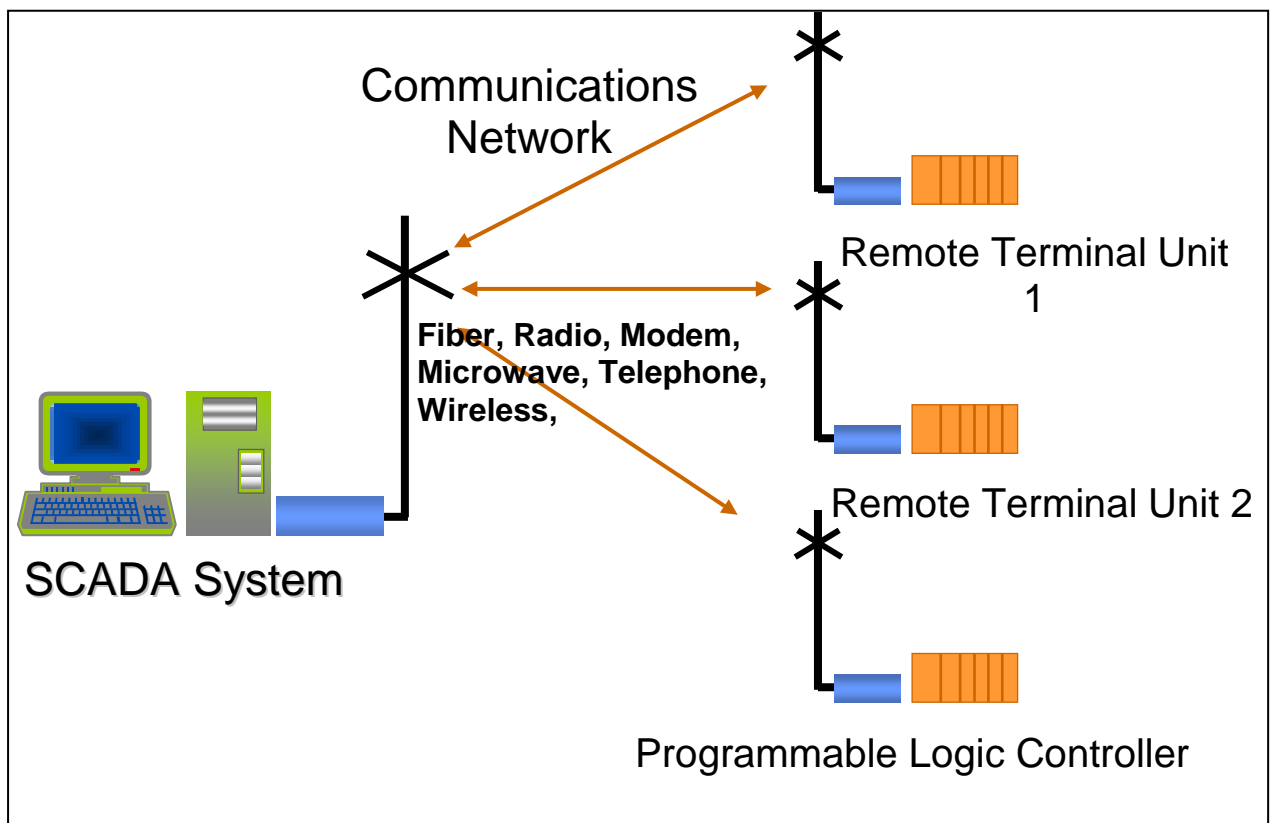 Communications
Network
Remote Terminal Unit
1
Fiber, Radio, Modem,
Microwave, Telephone,
Wireless,
Remote Terminal Unit 2
SCADA System
Programmable Logic Controller